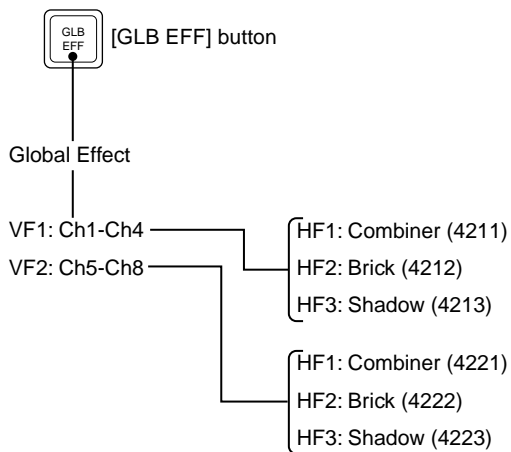 GLB
EFF
[GLB EFF] button
Global Effect
VF1: Ch1-Ch4
VF2: Ch5-Ch8
HF1: Combiner (4211)
HF2: Brick (4212)
HF3: Shadow (4213)
HF1: Combiner (4221)
HF2: Brick (4222)
HF3: Shadow (4223)